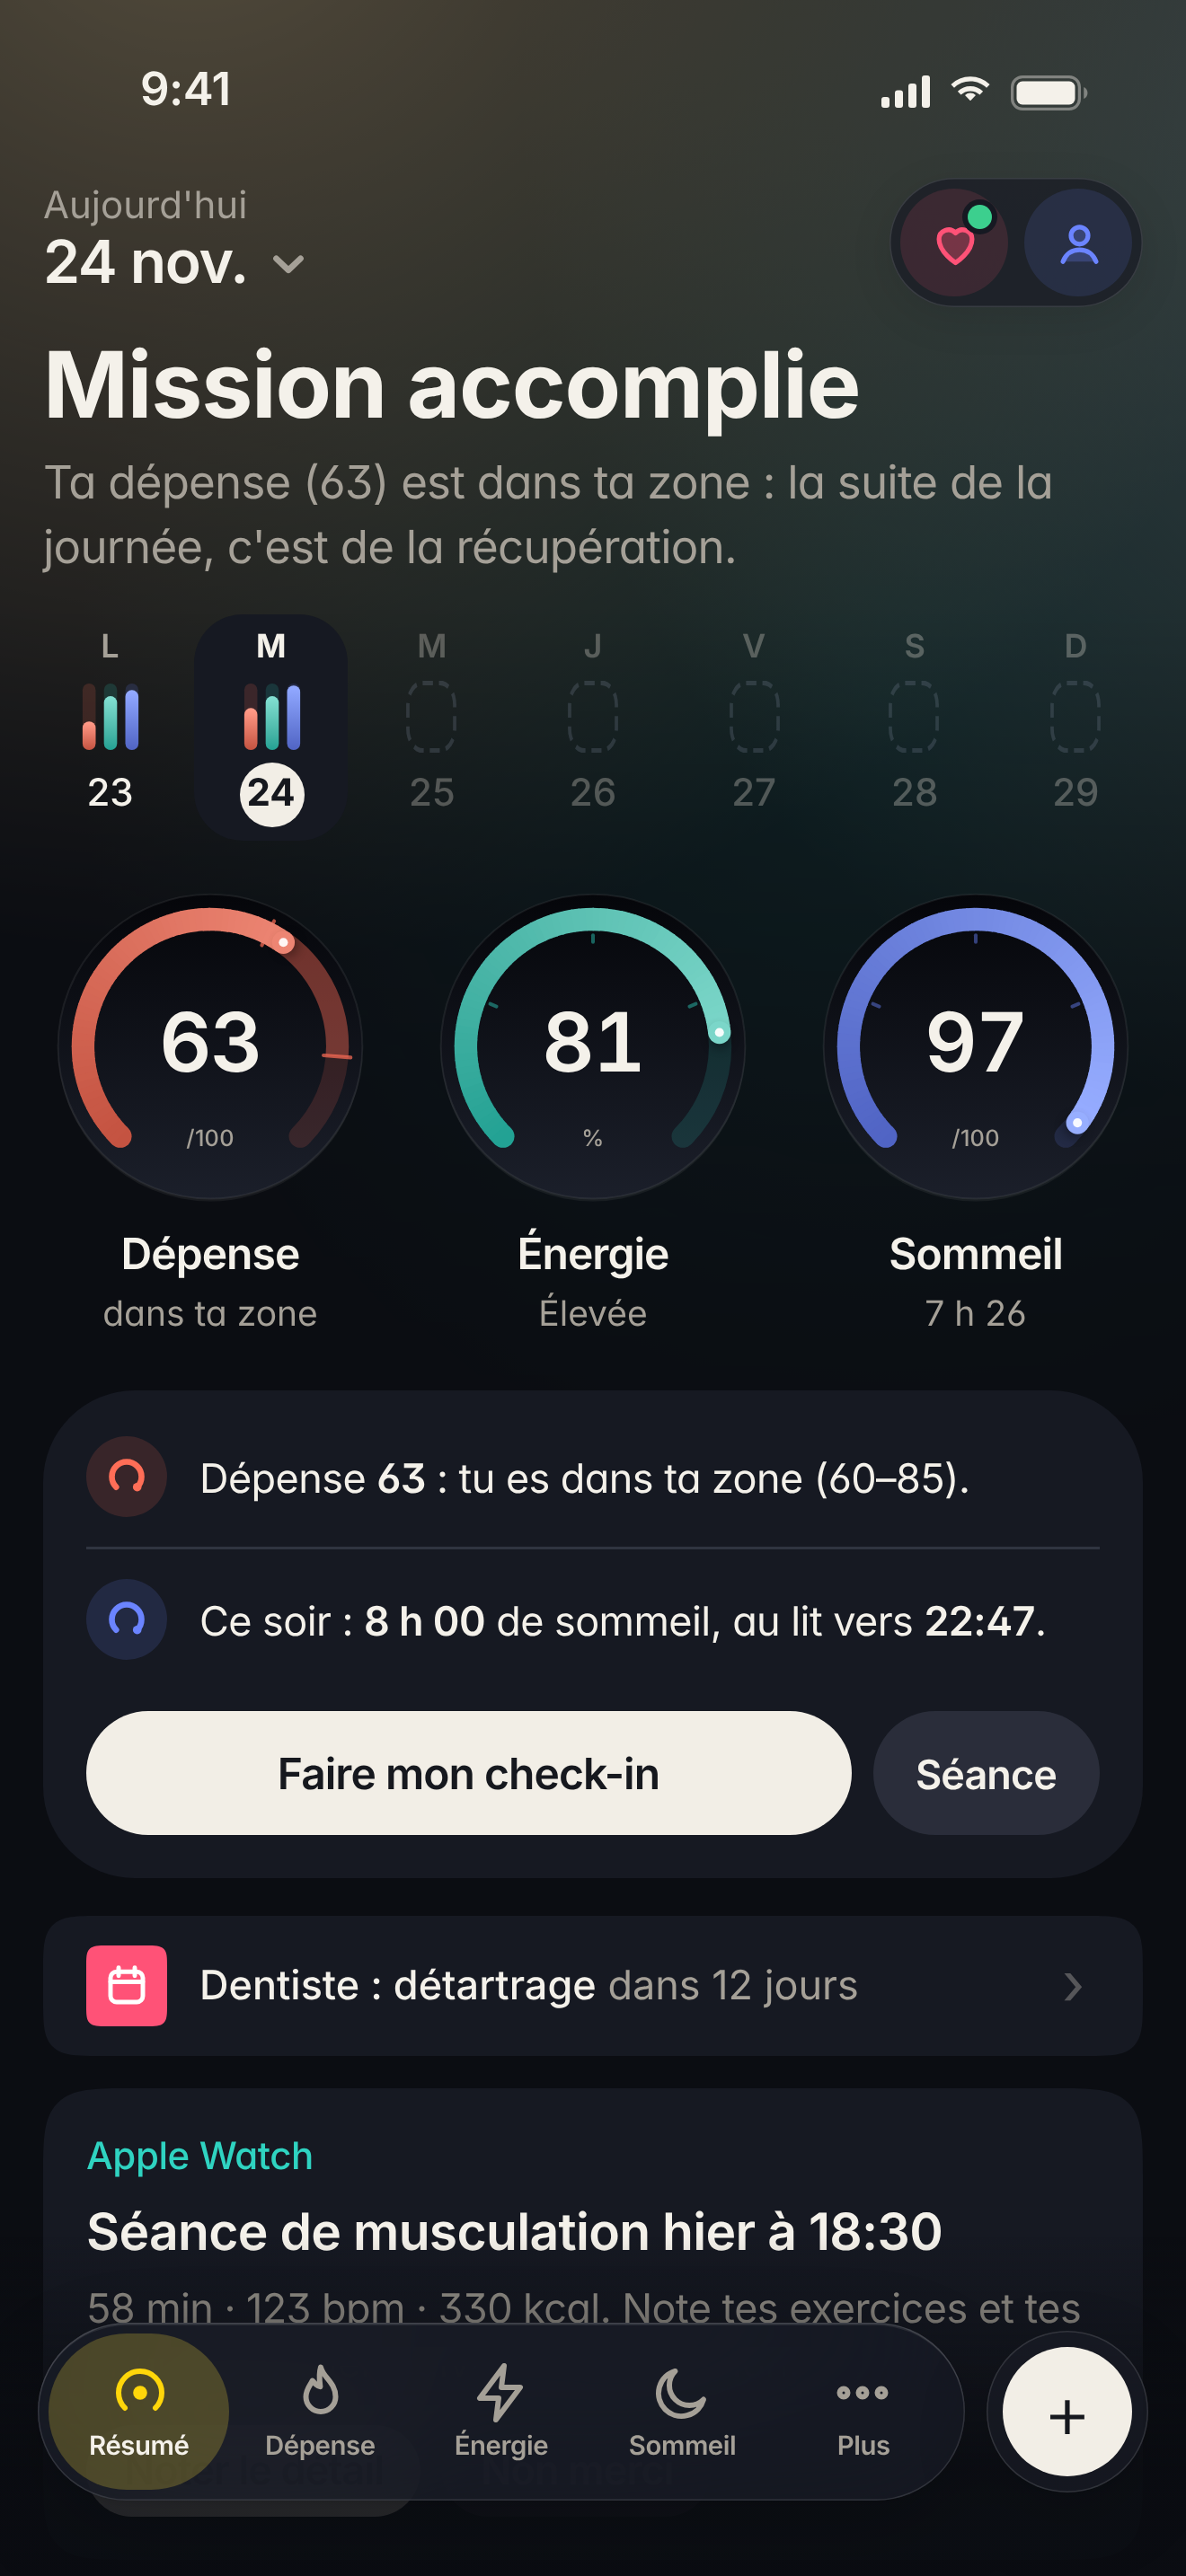 9:41
Aujourd'hui
24 nov.
Mission accomplie
Ta dépense (63) est dans ta zone : la suite de la
journée, c'est de la récupération.
L M M J V S D
23 24 25 26 27 28 29
63 81 97
/100 % /100
Dépense Énergie Sommeil
dans ta zone Élevée 7 h 26
Dépense 63 : tu es dans ta zone (60–85).
Ce soir : 8 h 00 de sommeil, au lit vers 22:47.
Faire mon check-in Séance
Dentiste : détartrage dans 12 jours
Apple Watch
Séance de musculation hier à 18:30
58 min · 123 bpm · 330 kcal. Note tes exercices et tes
Résumé Dépense Énergie Sommeil Plus